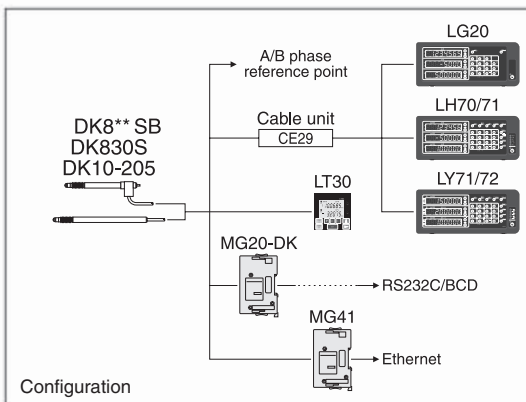 LG20
A/B phase
reference point
Cable unit
CE29
LH70/71
DK8** SB
DK830S
DK10-205
LT30
LY71/72
MG20-DK
RS232C/BCD
MG41
Ethernet
Configuration